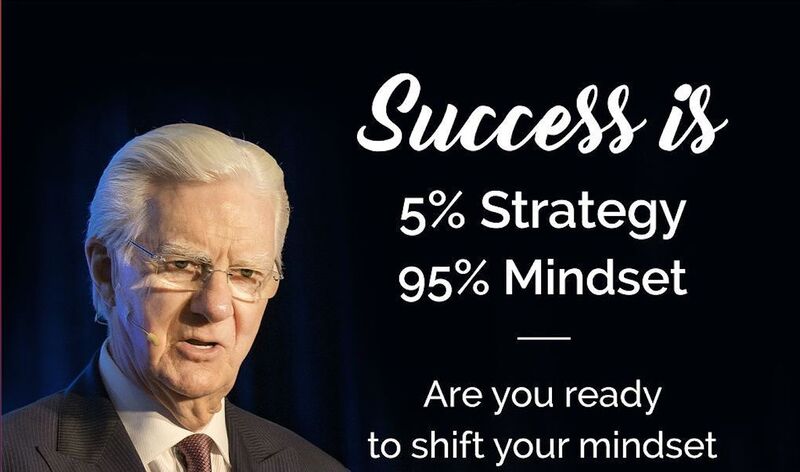 Success is
5% Strategy
95% Mindset
Are you ready
to shift your mindset